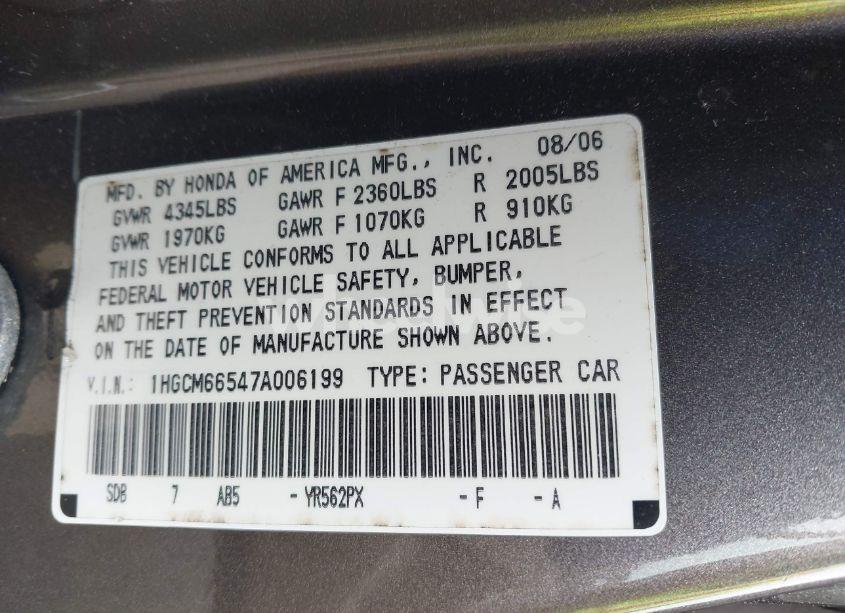 MFD. BY HONDA OF AMERICA MFG., INC. 08/06
GVWR 4345LBS GAWR F 2360LBS R 2005LBS
GVWR 1970KG GAWR F 1070KG R 910KG
THIS VEHICLE CONFORMS TO ALL APPLICABLE
FEDERAL MOTOR VEHICLE SAFETY, BUMPER,
AND THEFT PREVENTION STANDARDS IN EFFECT
ON THE DATE OF MANUFACTURE SHOWN ABOVE.
V.I.N.: 1HGCM66547A006199 TYPE: PASSENGER CAR
SDB 7 AB5 - YR562PX - F - A